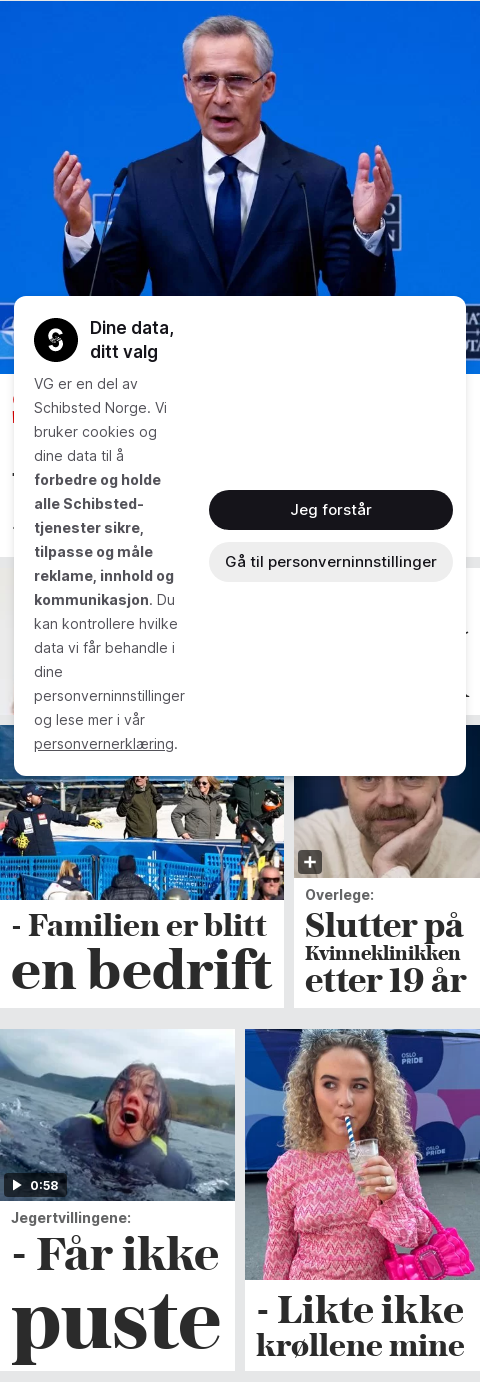 Dine data,
ditt valg
VG er en del av
Schibsted Norge. Vi
bruker cookies og
dine data til å
forbedre og holde
alle Schibsted-
tjenester sikre,
tilpasse og måle
reklame, innhold og
kommunikasjon. Du
kan kontrollere hvilke
data vi får behandle i
dine
personverninnstillinger
og lese mer i vår
personvernerklæring.
Jeg forstår
Gå til personverninnstillinger
- Familien er blitt
en bedrift
Overlege:
Slutter på
Kvinneklinikken
etter 19 år
0:58
Jegertvillingene:
- Får ikke
puste
OSLO
PRIDE
OSLO
PRIDE
- Likte ikke
krøllene mine